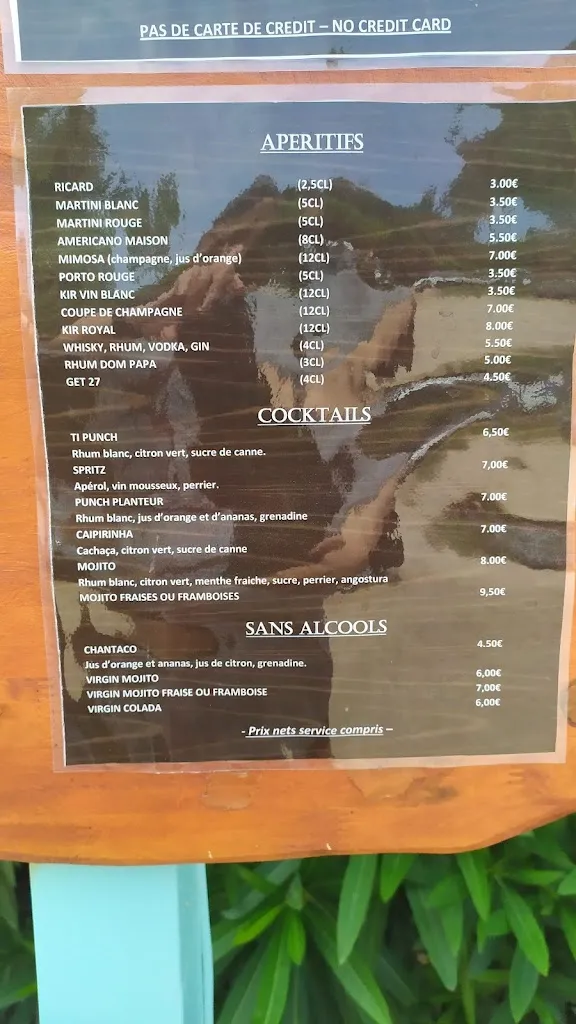 PAS DE CARTE DE CREDIT – NO CREDIT CARD
APERITIFS
RICARD (2,5CL) 3.00€
MARTINI BLANC (5CL) 3.50€
MARTINI ROUGE (5CL) 3.50€
AMERICANO MAISON (8CL) 5.50€
MIMOSA (champagne, jus d'orange) (12CL) 7.00€
PORTO ROUGE (5CL) 3.50€
KIR VIN BLANC (12CL) 3.50€
COUPE DE CHAMPAGNE (12CL) 7.00€
KIR ROYAL (12CL) 8.00€
WHISKY, RHUM, VODKA, GIN (4CL) 5.50€
RHUM DOM PAPA (3CL) 5.00€
GET 27 (4CL) 4.50€
COCKTAILS
TI PUNCH 6,50€
Rhum blanc, citron vert, sucre de canne.
SPRITZ 7,00€
Apérol, vin mousseux, perrier.
PUNCH PLANTEUR 7.00€
Rhum blanc, jus d'orange et d'ananas, grenadine
CAIPIRINHA 7.00€
Cachaça, citron vert, sucre de canne
MOJITO 8.00€
Rhum blanc, citron vert, menthe fraiche, sucre, perrier, angostura
MOJITO FRAISES OU FRAMBOISES 9,50€
SANS ALCOOLS
CHANTACO 4.50€
Jus d'orange et ananas, jus de citron, grenadine.
VIRGIN MOJITO 6,00€
VIRGIN MOJITO FRAISE OU FRAMBOISE 7,00€
VIRGIN COLADA 6,00€
- Prix nets service compris –